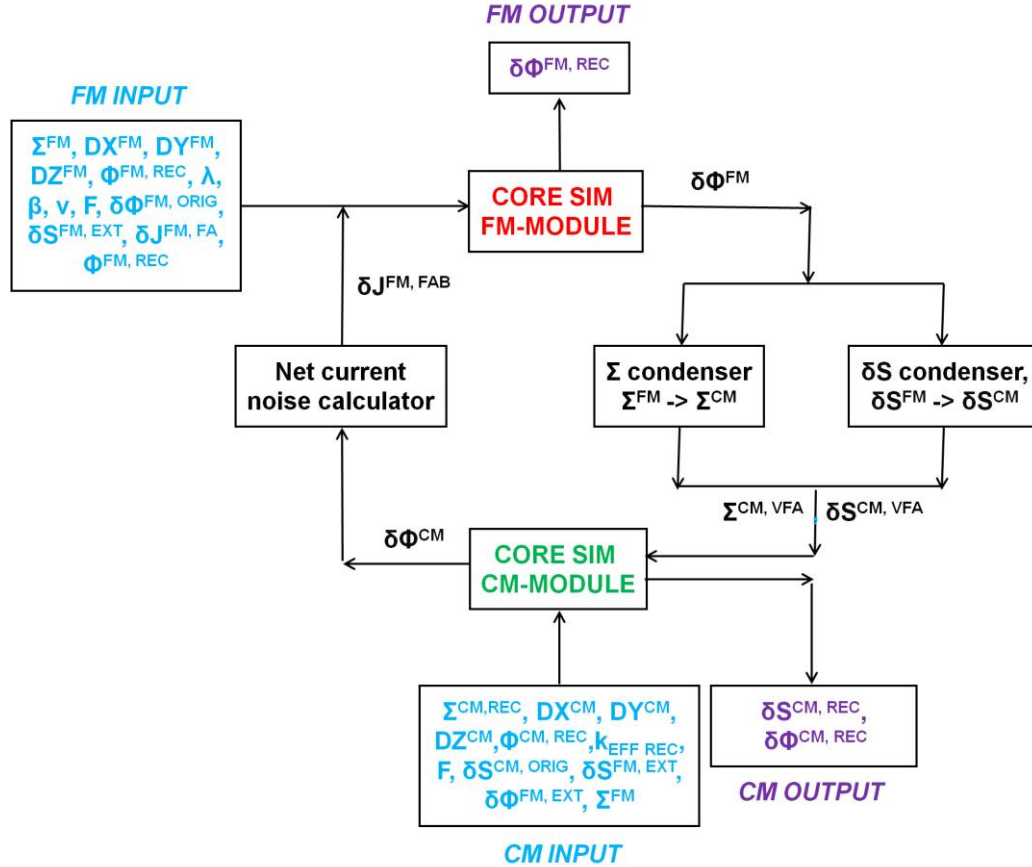 FM OUTPUT
δΦFM, REC
FM INPUT
ΣFM, DXFM, DYFM,
DZFM, ΦFM, REC, λ,
β, v, F, δΦFM, ORIG,
δSFM, EXT, δJFM, FA,
ΦFM, REC
CORE SIM
FM-MODULE
δΦFM
δJFM, FAB
Net current
noise calculator
Σ condenser
ΣFM -> ΣCM
δS condenser,
δSFM -> δSCM
ΣCM, VFA, δSCM, VFA
δΦCM
CORE SIM
CM-MODULE
ΣCM,REC, DXCM, DYCM,
DZCM,ΦCM, REC,kEFF REC,
F, δSCM, ORIG, δSFM, EXT,
δΦFM, EXT, ΣFM
CM INPUT
δSCM, REC,
δΦCM, REC
CM OUTPUT